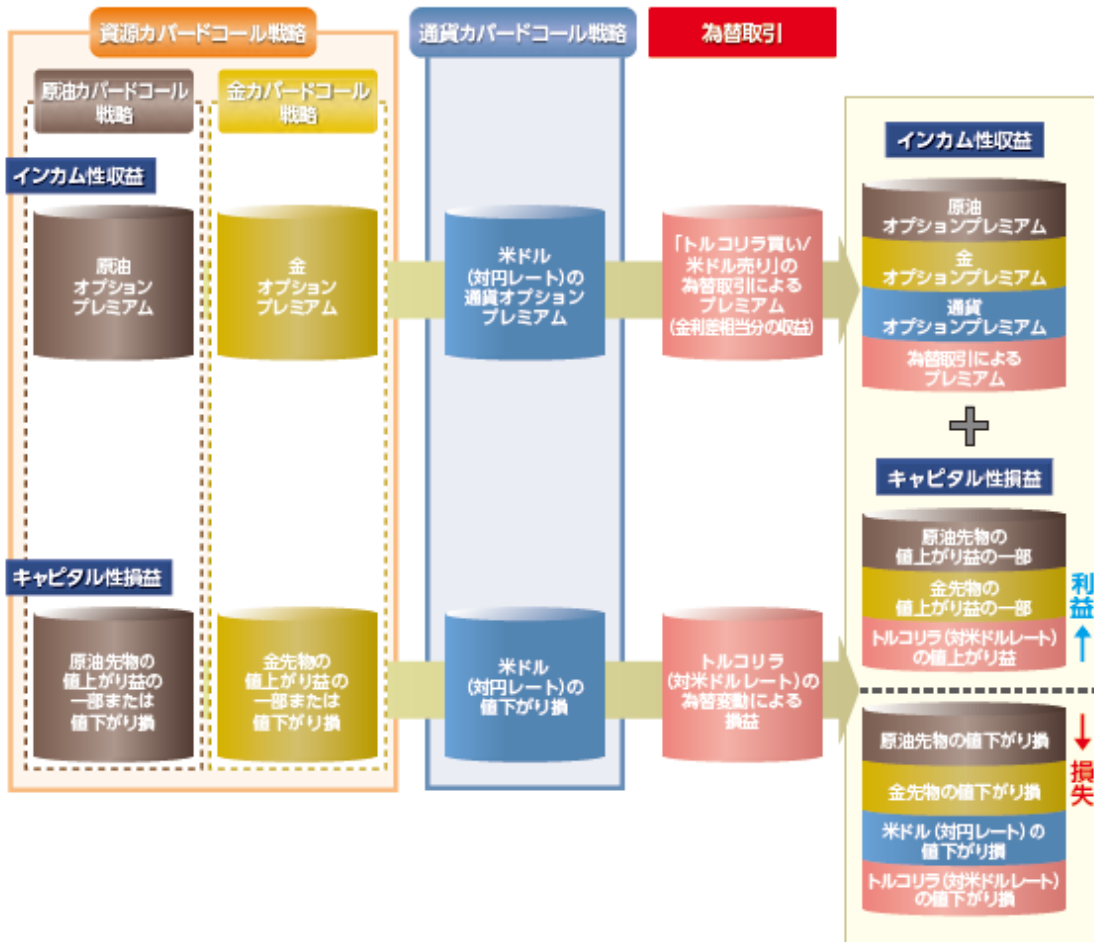 資源カバードコール戦略
通貨カバードコール戦略
為替取引
原油カバードコール
戦略
金カバードコール
戦略
インカム性収益
原油
オプション
プレミアム
金
オプション
プレミアム
米ドル
(対円レート)の
通貨オプション
プレミアム
「トルコリラ買い/
米ドル売り」の
為替取引による
プレミアム
(金利差相当分の収益)
キャピタル性損益
原油先物の
値上がり益の
一部または
値下がり損
金先物の
値上がり益の
一部または
値下がり損
米ドル
(対円レート)の
値下がり損
トルコリラ
(対米ドルレート)の
為替変動による
損益
インカム性収益
原油
オプションプレミアム
金
オプションプレミアム
通貨
オプションプレミアム
為替取引による
プレミアム
+
キャピタル性損益
原油先物の
値上がり益の一部
金先物の
値上がり益の一部
トルコリラ(対米ドルレート)
の値上がり益
利益
原油先物の値下がり損
金先物の値下がり損
米ドル(対円レート)の
値下がり損
トルコリラ(対米ドルレート)
の値下がり損
損失